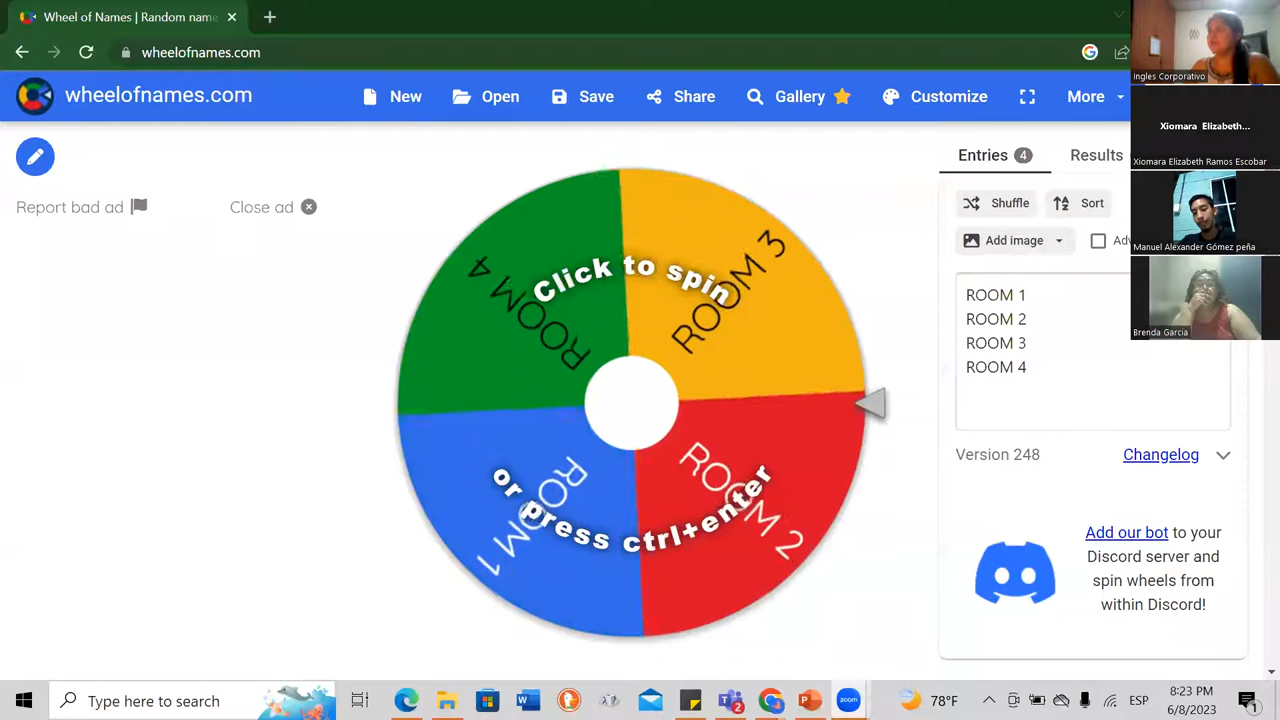 Wheel of Names | Random name
wheelofnames.com
wheelofnames.com
New
Open
Save
Share
Gallery
Customize
More
Report bad ad
Close ad
Click to spin
or press ctrl+enter
ROOM 4
ROOM 3
ROOM 1
ROOM 2
Entries 4
Results
Shuffle
Sort
Add image
ROOM 1
ROOM 2
ROOM 3
ROOM 4
Version 248
Changelog
Add our bot to your
Discord server and
spin wheels from
within Discord!
Ingles Corporativo
Xiomara Elizabeth...
Xiomara Elizabeth Ramos Escobar
Manuel Alexander Gómez peña
Brenda Garcia
Type here to search
zoom
78°F
ESP
8:23 PM
6/8/2023